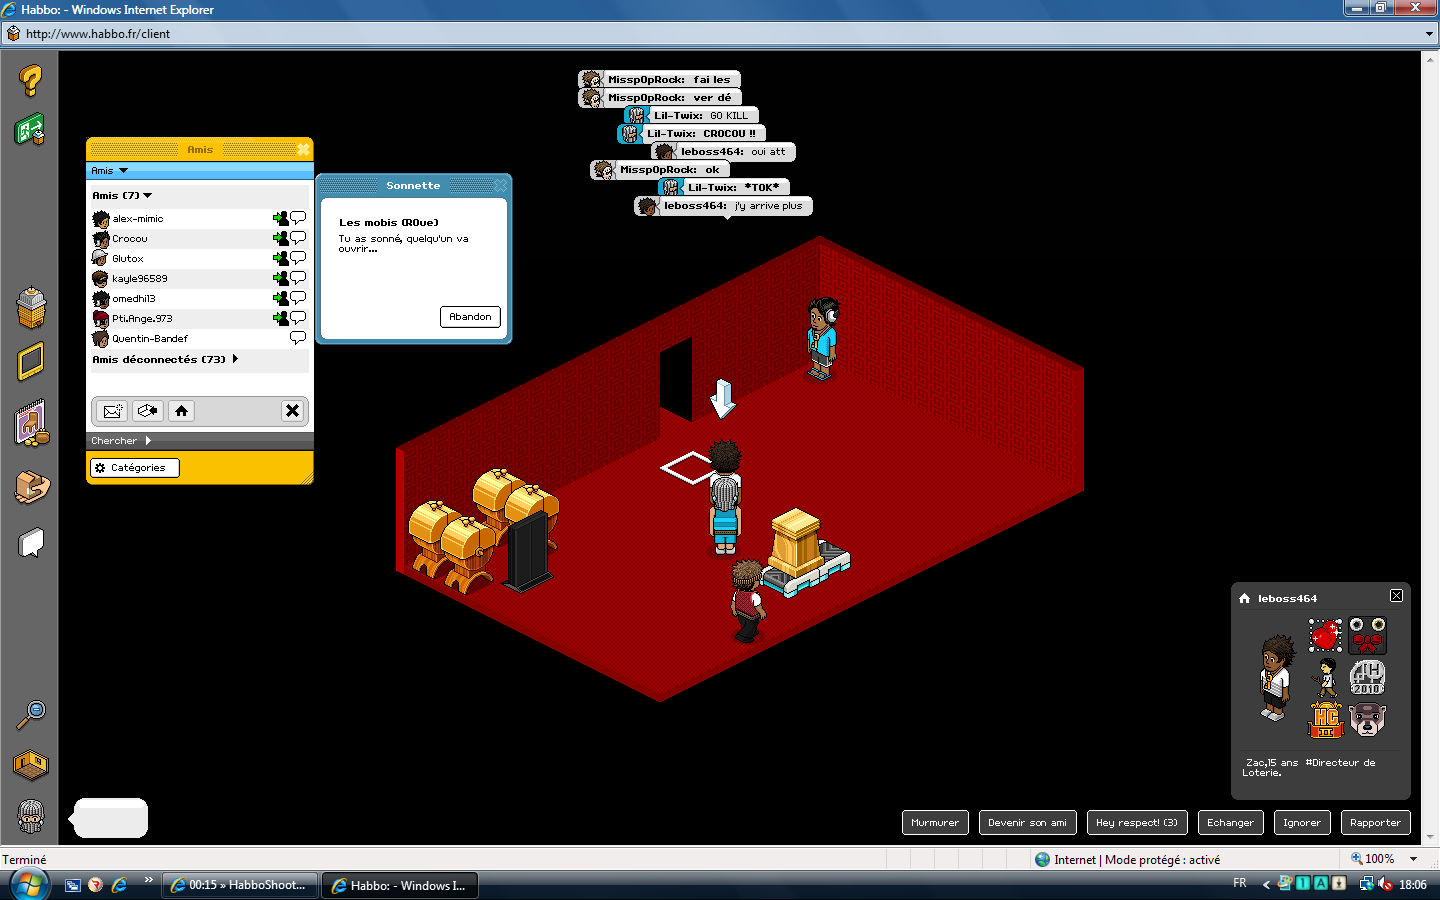 Habbo: - Windows Internet Explorer
http://www.habbo.fr/client
MisspOpRock: fai les
MisspOpRock: ver dé
Lil-Twix: GO KILL
Lil-Twix: CROCOU !!
leboss464: oui att
MisspOpRock: ok
Lil-Twix: *TOK*
leboss464: j'y arrive plus
Amis
Amis
Amis (7)
alex-mimic
Crocou
Glutox
kayle96589
omedhi13
Pti.Ange.973
Quentin-Bandef
Amis déconnectés (73)
Chercher
Catégories
Sonnette
Les mobis (R0ue)
Tu as sonné, quelqu'un va
ouvrir...
Abandon
leboss464
H
2010
HC
II
Zac,15 ans #Directeur de
Loterie.
Murmurer
Devenir son ami
Hey respect! (3)
Echanger
Ignorer
Rapporter
Terminé
Internet | Mode protégé : activé
100%
00:15 » HabboShoot...
Habbo: - Windows I...
FR
1
A
18:06